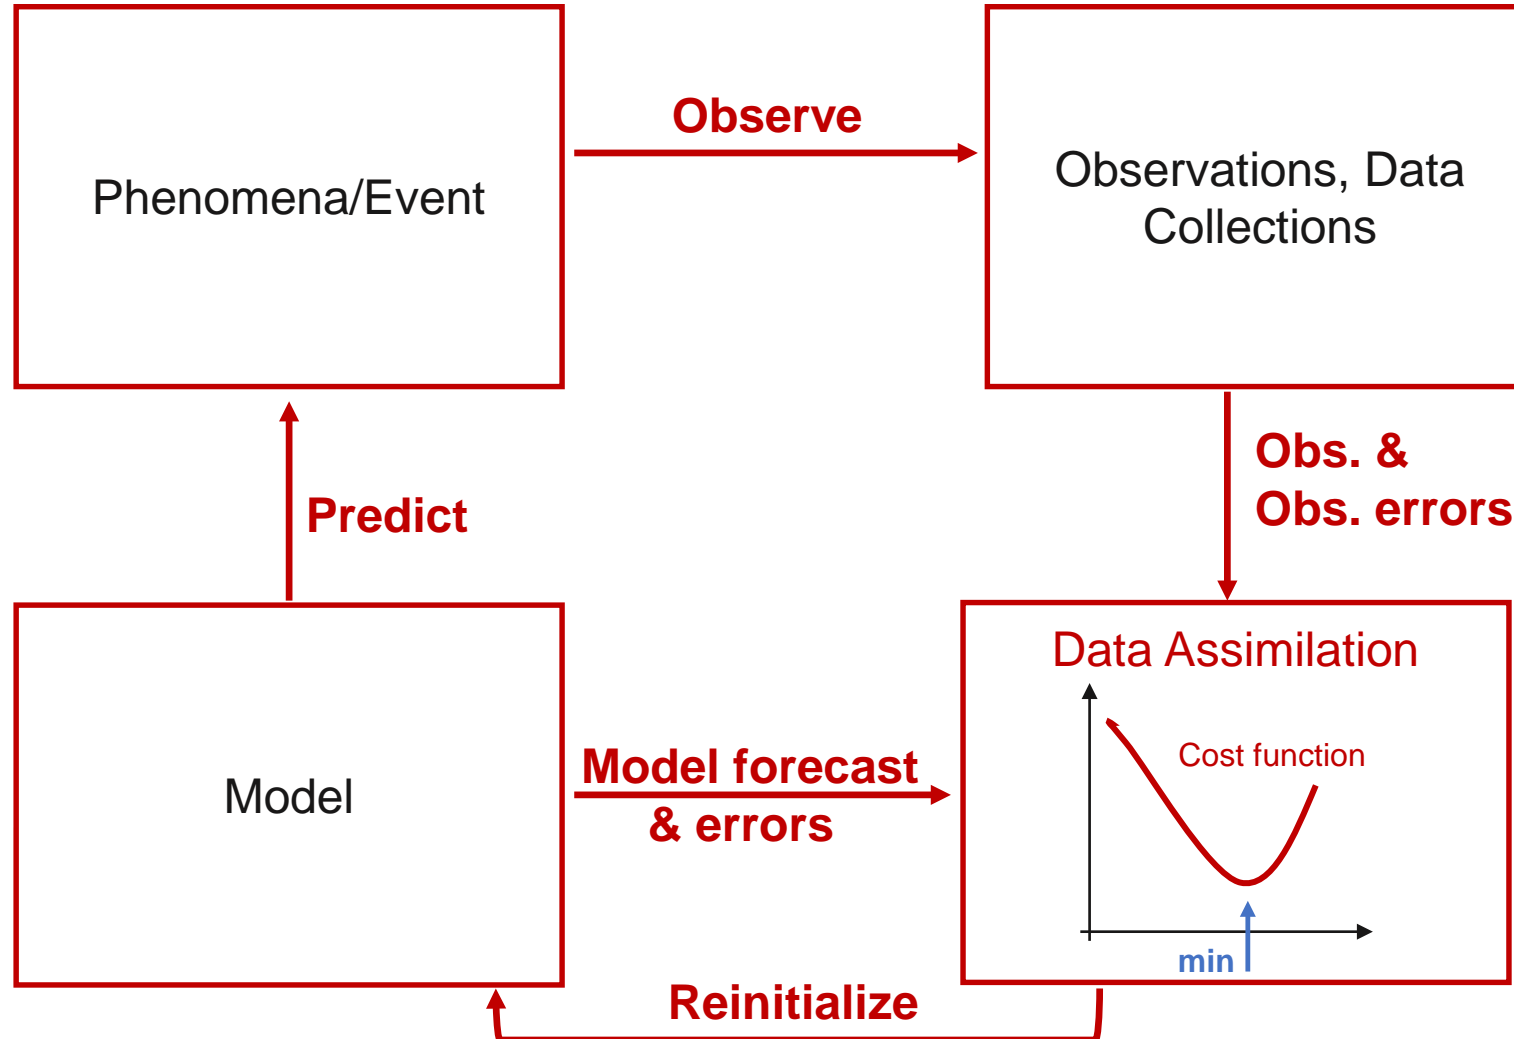 Observe
Phenomena/Event
Observations, Data
Collections
Predict
Obs. &
Obs. errors
Model
Model forecast
& errors
Data Assimilation
Cost function
min
Reinitialize